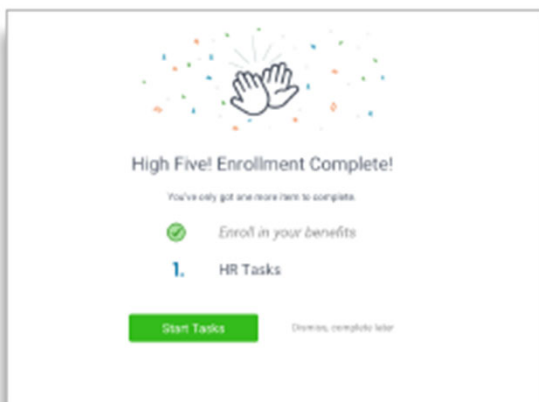 High Five! Enrollment Complete!
You've only got one more item to complete.
Enroll in your benefits
1. HR Tasks
Start Tasks Dismiss, complete later